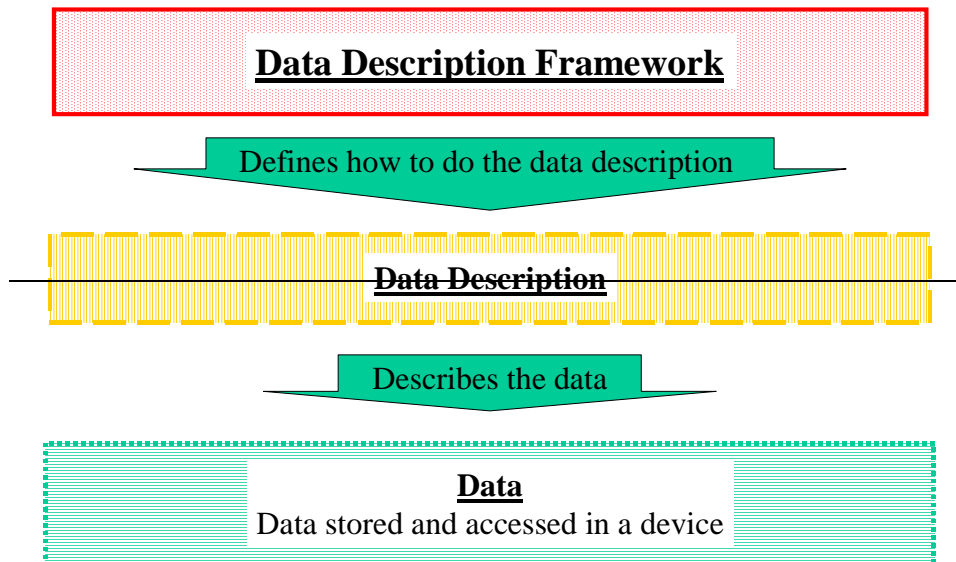 Data Description Framework
Defines how to do the data description
Data Description
Describes the data
Data
Data stored and accessed in a device